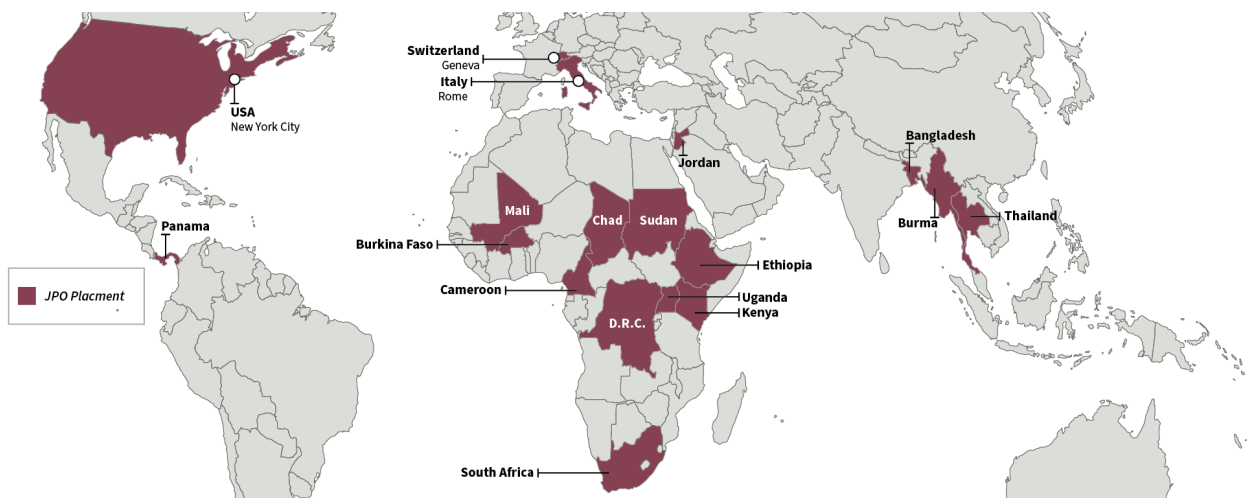 Switzerland
Geneva
Italy
Rome
USA
New York City
Bangladesh
Jordan
Mali
Chad
Sudan
Burma
Thailand
Panama
Burkina Faso
Ethiopia
Cameroon
Uganda
Kenya
JPO Placment
D.R.C.
South Africa